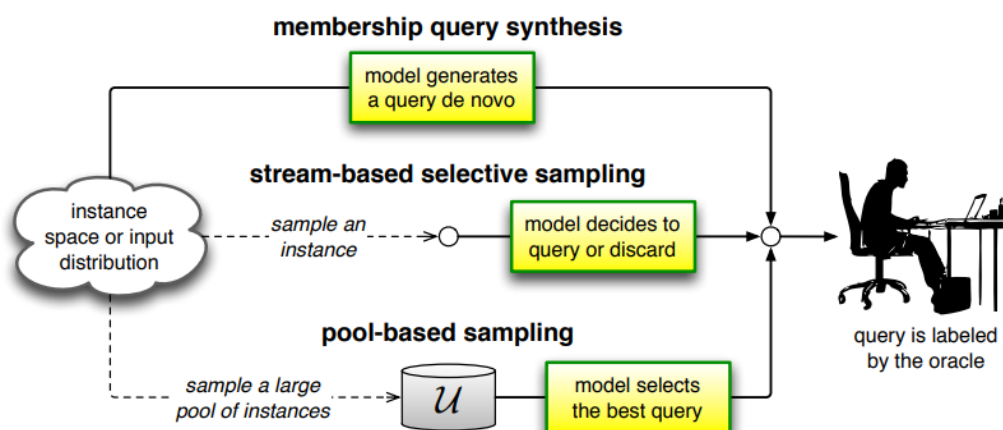 membership query synthesis
model generates
a query de novo
stream-based selective sampling
instance
space or input
distribution
sample an
instance
model decides to
query or discard
query is labeled
by the oracle
pool-based sampling
sample a large
pool of instances
U
model selects
the best query